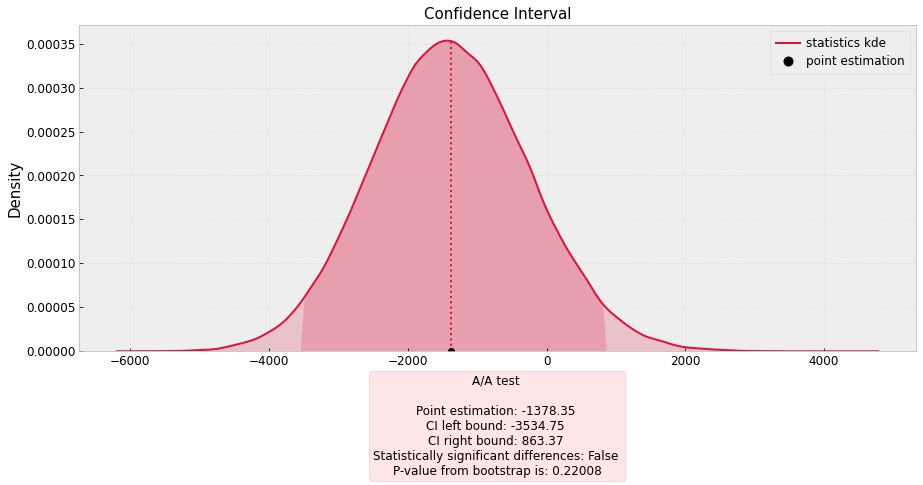 Confidence Interval
statistics kde
point estimation
Density
0.00035
0.00030
0.00025
0.00020
0.00015
0.00010
0.00005
0.00000
−6000 −4000 −2000 0 2000 4000
A/A test
Point estimation: -1378.35
CI left bound: -3534.75
CI right bound: 863.37
Statistically significant differences: False
P-value from bootstrap is: 0.22008